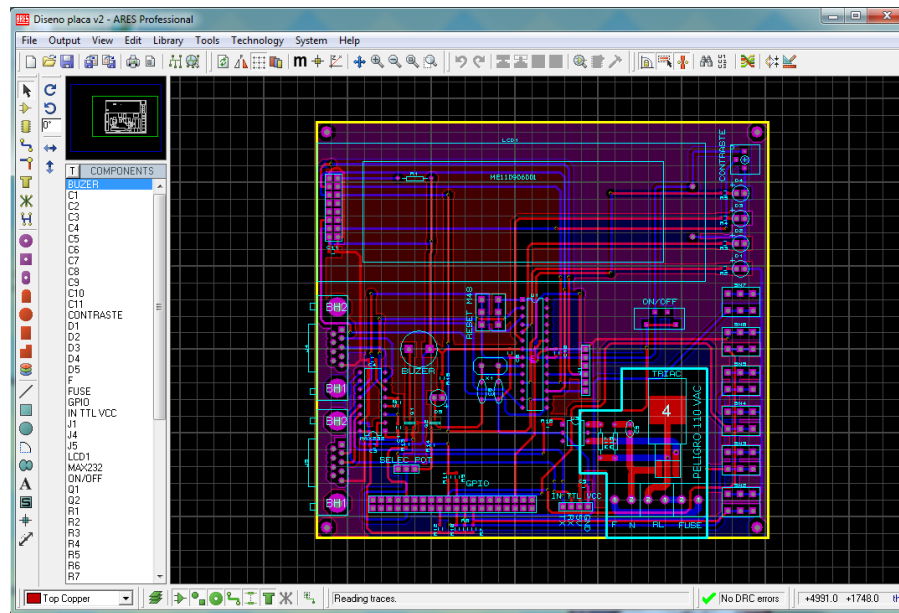 Diseno placa v2 - ARES Professional
File Output View Edit Library Tools Technology System Help
0°
T COMPONENTS
BUZER
C1
C2
C3
C4
C5
C6
C7
C8
C9
C10
C11
CONTRASTE
D1
D2
D3
D4
D5
F
FUSE
GPIO
IN TTL VCC
J1
J4
J5
LCD1
MAX232
ON/OFF
Q1
Q2
R1
R2
R3
R4
R5
R6
R7
LCD1
CONTRASTE
ME110906001
BH2
RESET M48
ON/OFF
BUZER
BH1
BH2
TRIAC
4
PELIGRO 110 VAC
SELEC POT
GPIO
IN TTL VCC
BH1
F N RL FUSE
Top Copper
Reading traces.
No DRC errors
+4991.0 +1748.0 th